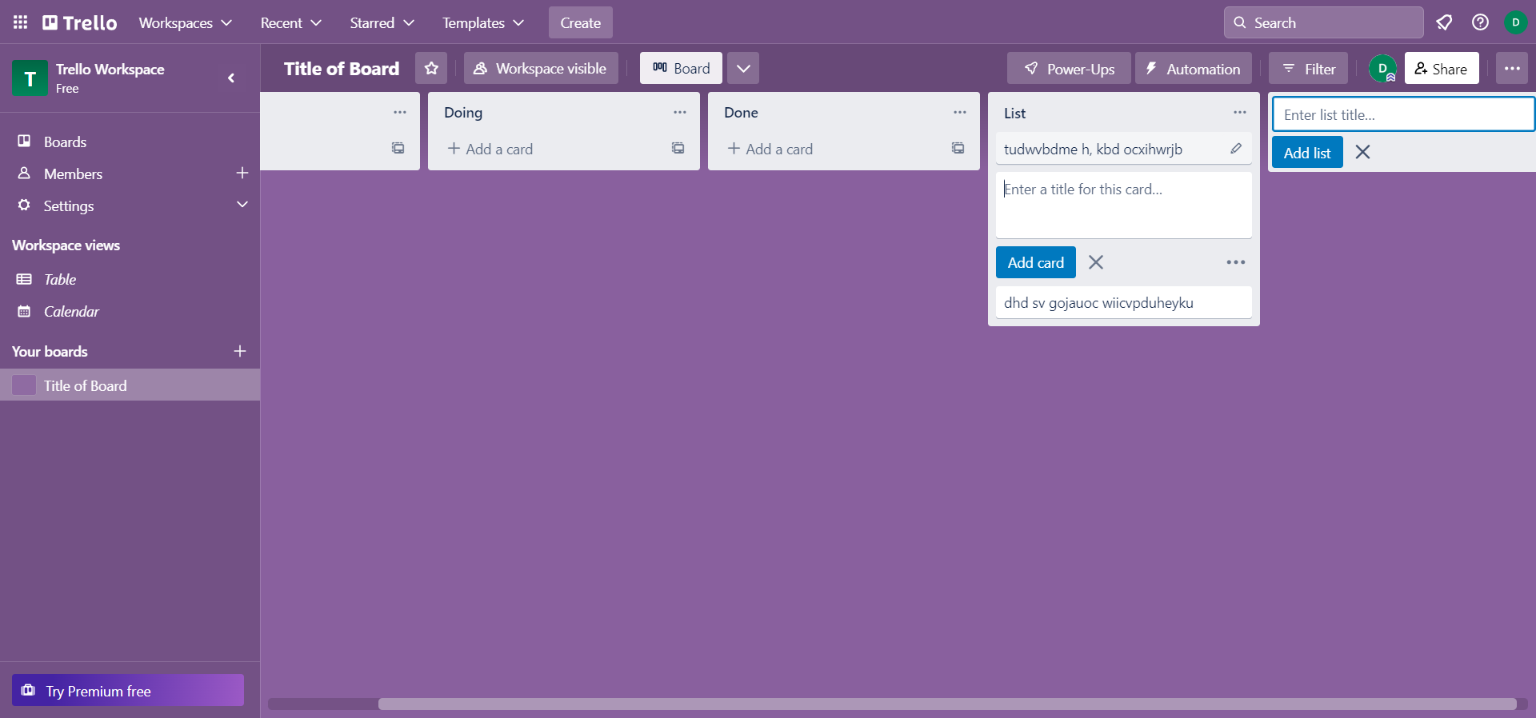 Trello
Workspaces
Recent
Starred
Templates
Create
Search
D
T
Trello Workspace
Free
Title of Board
Workspace visible
Board
Power-Ups
Automation
Filter
D
Share
Boards
Members
Settings
Workspace views
Table
Calendar
Your boards
Title of Board
Try Premium free
Doing
Add a card
Done
Add a card
List
tudwvbdme h, kbd ocxihwrjb
Enter a title for this card...
Add card
dhd sv gojauoc wiicvpduheyku
Enter list title...
Add list